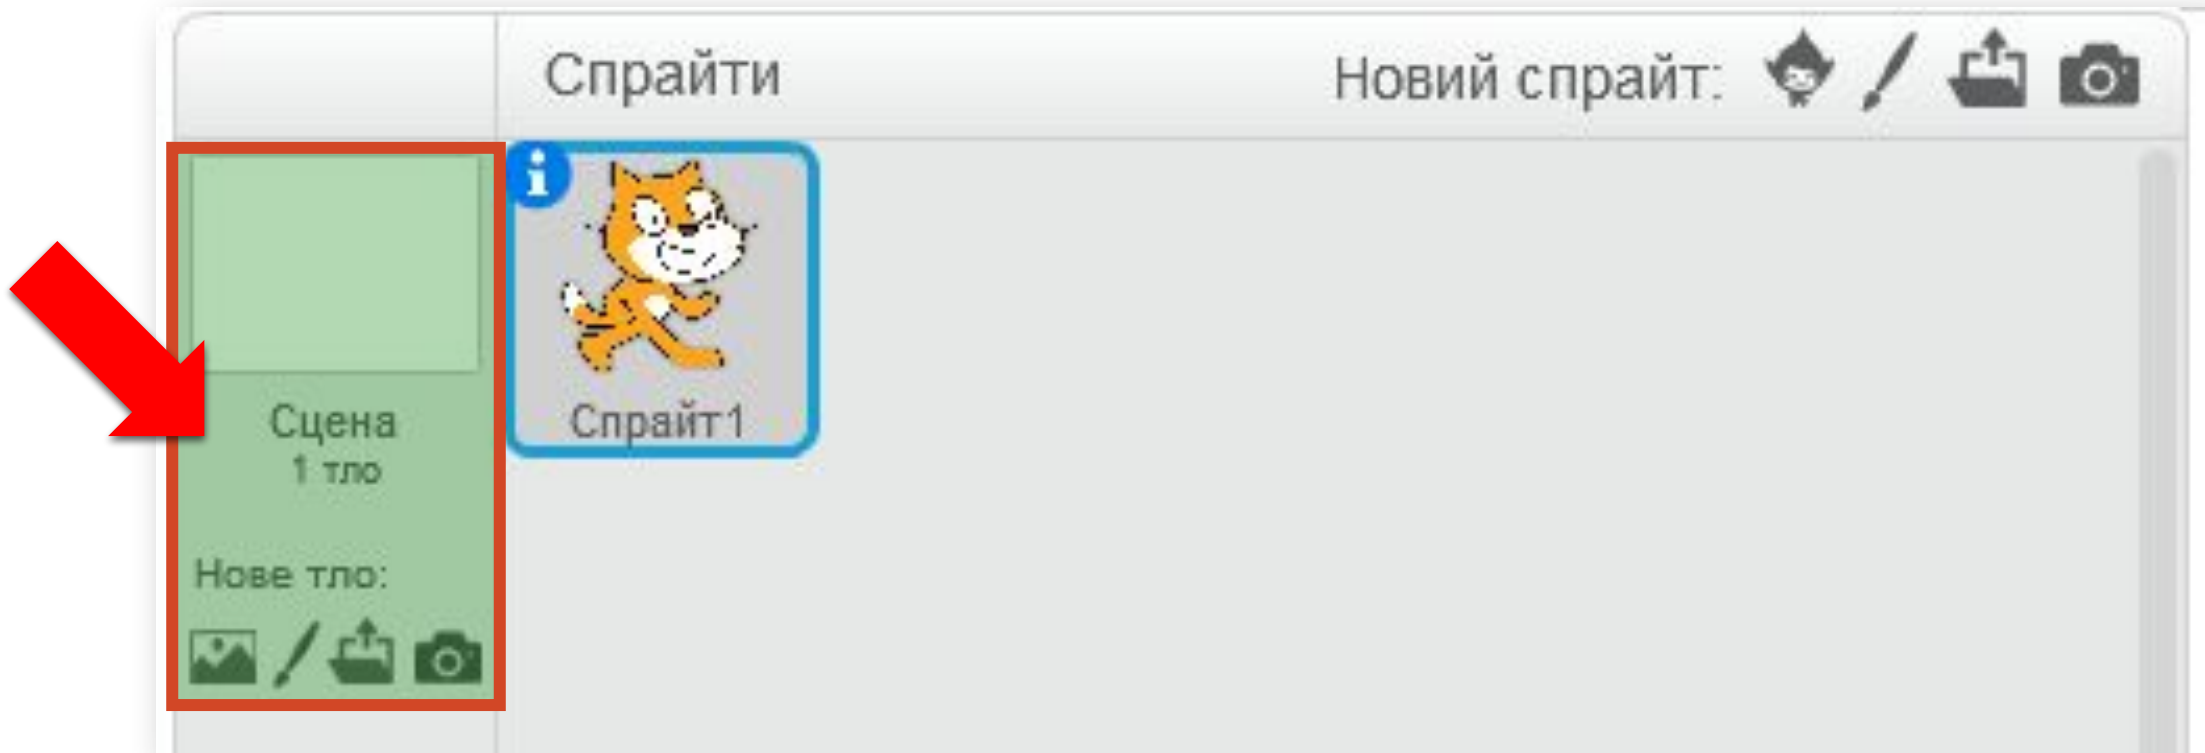 Спрайти
Новий спрайт:
Спрайт1
Сцена
1 тло
Нове тло: